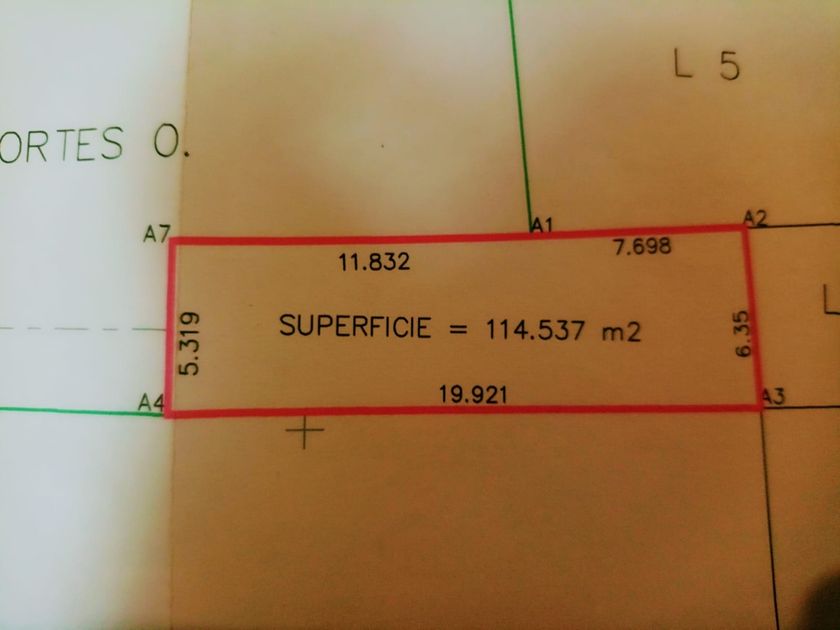 L 5
ORTES O.
A7
A1
A2
11.832
7.698
5.319
SUPERFICIE = 114.537 m2
6.35
L
19.921
A4
A3